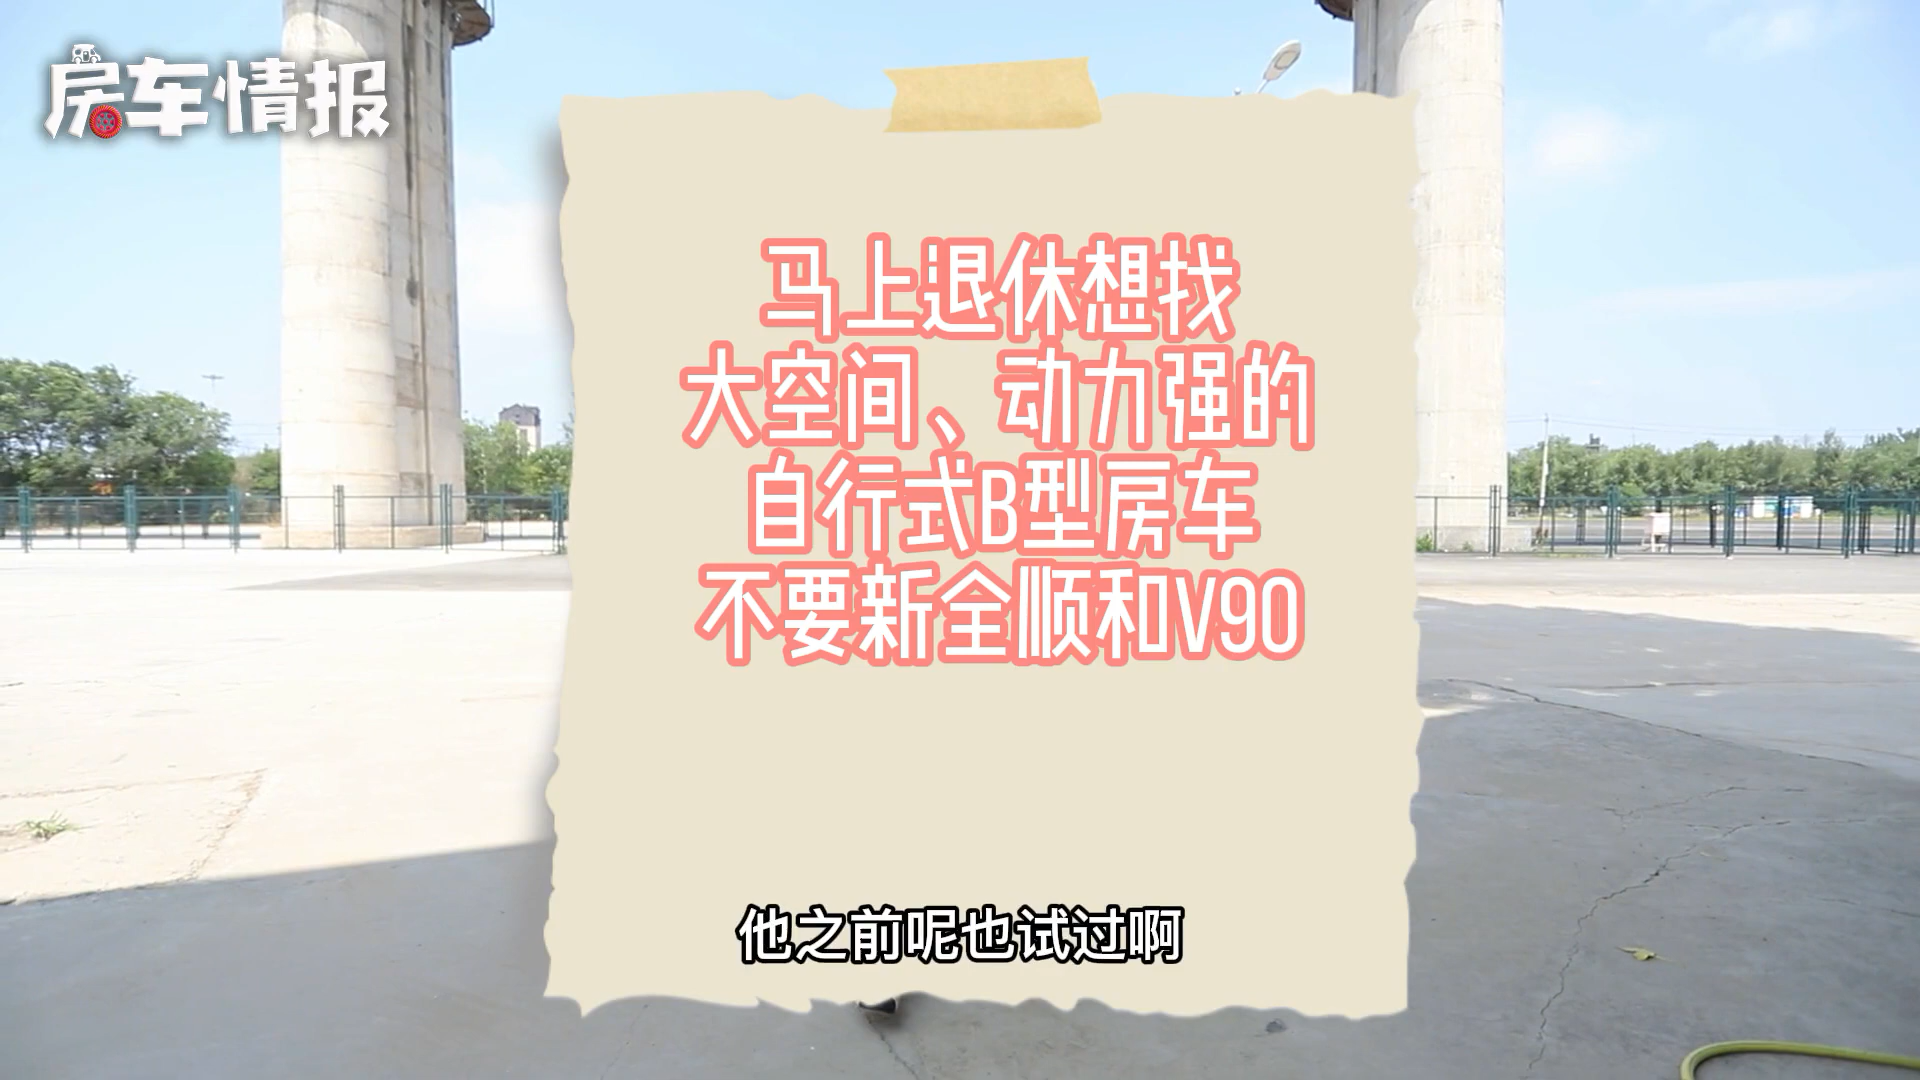 房车情报
马上退休想找
大空间、动力强的
自行式B型房车
不要新全顺和V90
他之前呢也试过啊